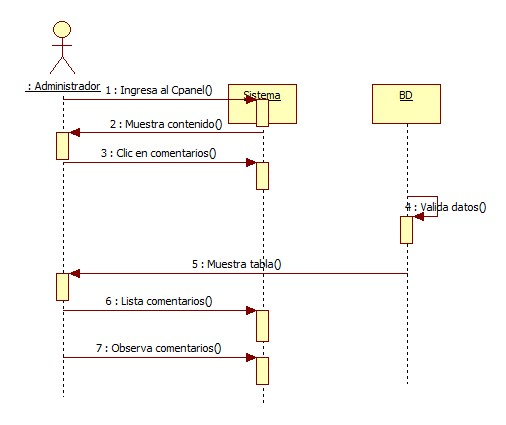 : Administrador
Sistema
BD
1 : Ingresa al Cpanel()
2 : Muestra contenido()
3 : Clic en comentarios()
4 : Valida datos()
5 : Muestra tabla()
6 : Lista comentarios()
7 : Observa comentarios()